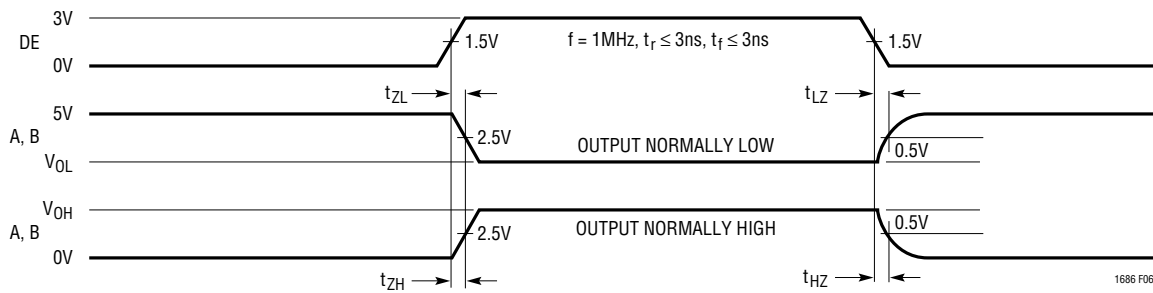 3V
DE
0V
1.5V
f = 1MHz, tr ≤ 3ns, tf ≤ 3ns
1.5V
tZL
tLZ
5V
A, B
VOL
2.5V
OUTPUT NORMALLY LOW
0.5V
VOH
A, B
0V
2.5V
OUTPUT NORMALLY HIGH
0.5V
tZH
tHZ
1686 F06